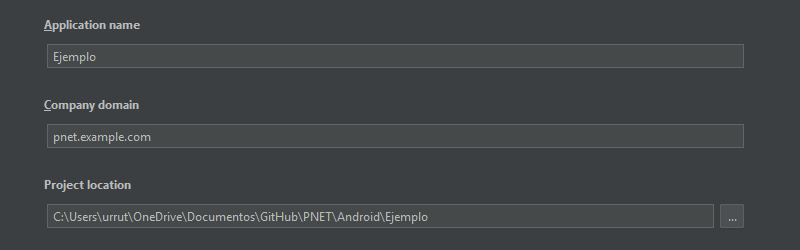 Application name
Ejemplo
Company domain
pnet.example.com
Project location
C:\Users\urrut\OneDrive\Documentos\GitHub\PNET\Android\Ejemplo
...